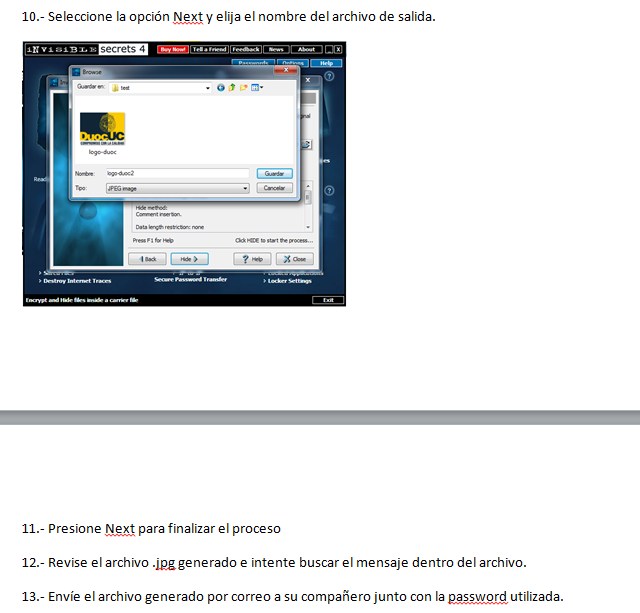 10.- Seleccione la opción Next y elija el nombre del archivo de salida.
iNViSiBLE secrets 4 Buy Now! Tell a Friend Feedback News About _ X
Passwords Options Help
Browse
Guardar en: test
DuocUC
logo-duoc
Nombre: logo-duoc2 Guardar
Tipo: JPEG image Cancelar
Hide method:
Comment insertion.
Data length restriction: none
Press F1 for Help Click HIDE to start the process...
Back Hide > Help Close
> Destroy Internet Traces Secure Password Transfer > Locker Settings
Encrypt and Hide files inside a carrier file Exit
11.- Presione Next para finalizar el proceso
12.- Revise el archivo .jpg generado e intente buscar el mensaje dentro del archivo.
13.- Envíe el archivo generado por correo a su compañero junto con la password utilizada.